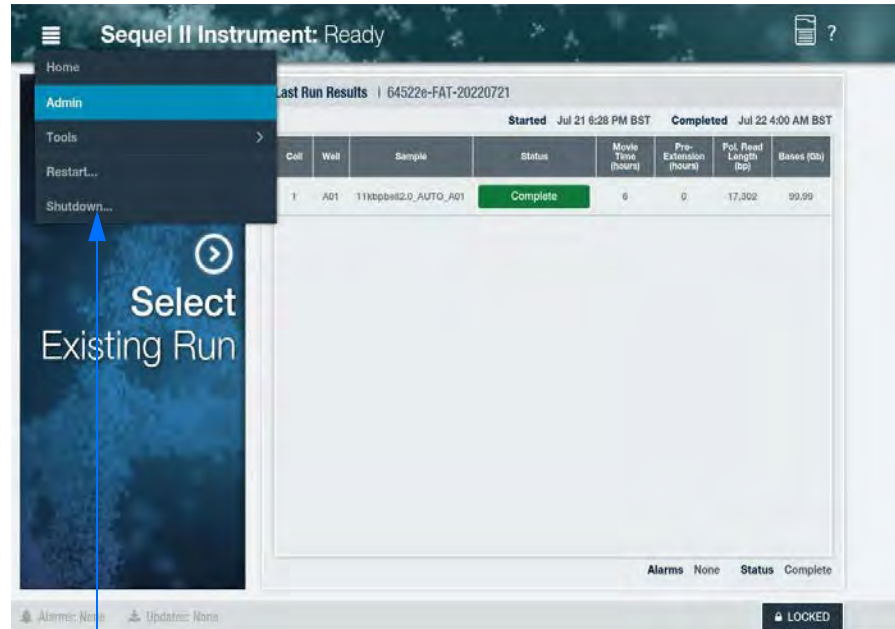 Sequel II Instrument: Ready
?
Home
Admin
Tools
Restart...
Shutdown...
Select
Existing Run
Last Run Results | 64522e-FAT-20220721
Started Jul 21 6:28 PM BST Completed Jul 22 4:00 AM BST
Cell Well Sample Status Movie Time (hours) Pre-Extension (hours) Pol. Read Length (bp) Bases (Gb)
1 A01 11kbpbell2.0_AUTO_A01 Complete 6 0 17,302 99.99
Alarms None Status Complete
Alarms: None Updates: None
LOCKED